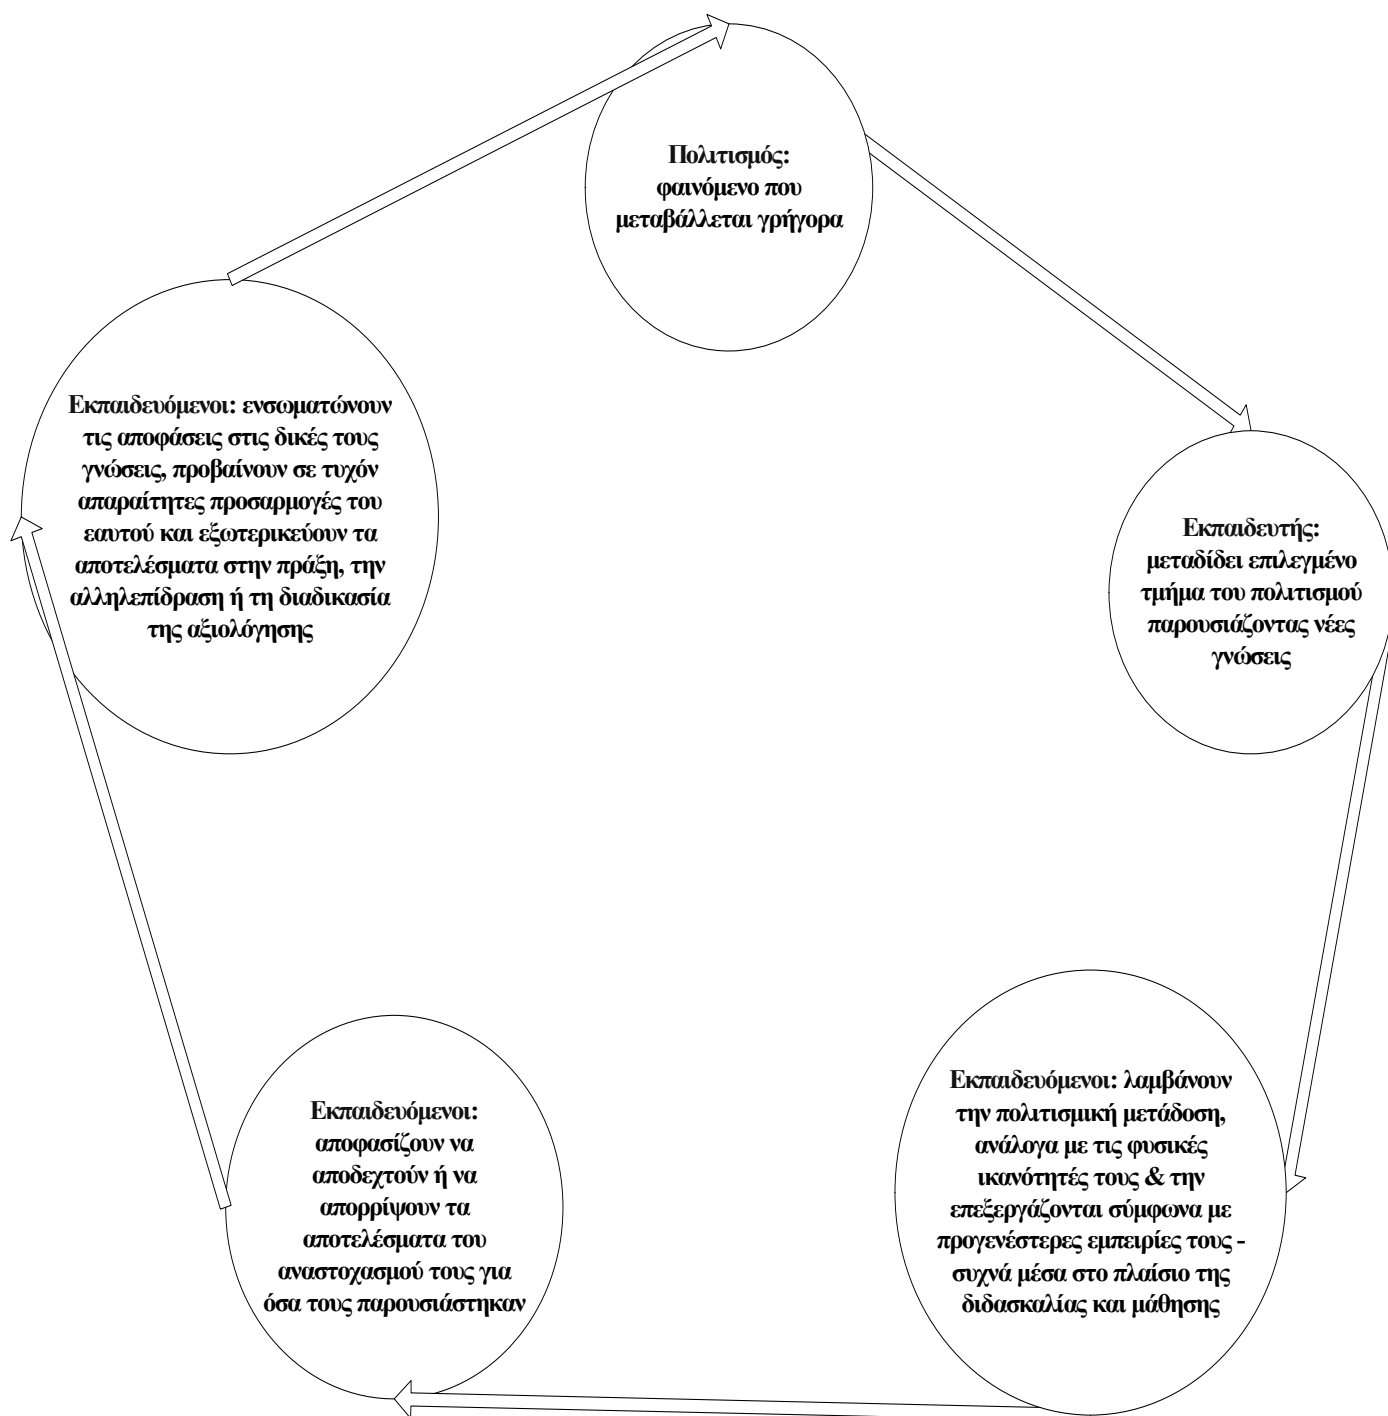 Πολιτισμός:
φαινόμενο που
μεταβάλλεται γρήγορα
Εκπαιδευτής:
μεταδίδει επιλεγμένο
τμήμα του πολιτισμού
παρουσιάζοντας νέες
γνώσεις
Εκπαιδευόμενοι: λαμβάνουν
την πολιτισμική μετάδοση,
ανάλογα με τις φυσικές
ικανότητές τους & την
επεξεργάζονται σύμφωνα με
προγενέστερες εμπειρίες τους -
συχνά μέσα στο πλαίσιο της
διδασκαλίας και μάθησης
Εκπαιδευόμενοι:
αποφασίζουν να
αποδεχτούν ή να
απορρίψουν τα
αποτελέσματα του
αναστοχασμού τους για
όσα τους παρουσιάστηκαν
Εκπαιδευόμενοι: ενσωματώνουν
τις αποφάσεις στις δικές τους
γνώσεις, προβαίνουν σε τυχόν
απαραίτητες προσαρμογές του
εαυτού και εξωτερικεύουν τα
αποτελέσματα στην πράξη, την
αλληλεπίδραση ή τη διαδικασία
της αξιολόγησης